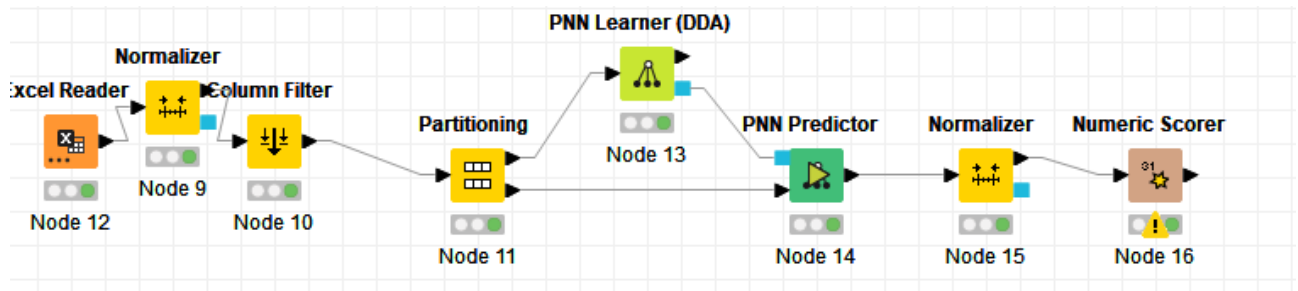 PNN Learner (DDA)
Normalizer
Excel Reader
Column Filter
Partitioning
PNN Predictor
Normalizer
Numeric Scorer
Node 13
Node 9
Node 12
Node 10
Node 11
Node 14
Node 15
Node 16